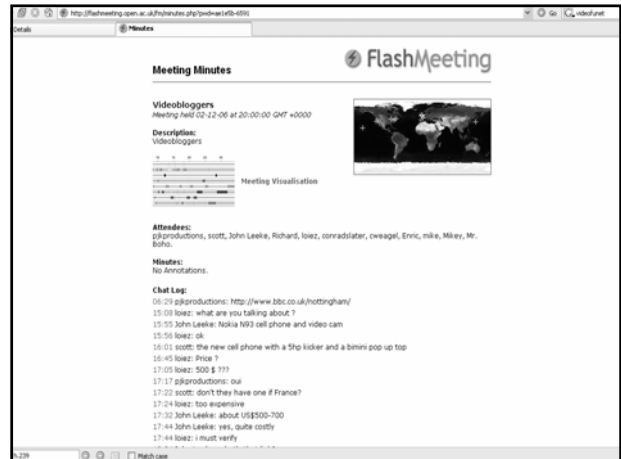 http://flashmeeting.open.ac.uk/fm/minutes.php?pwd=ae1e5b-6591
Go
videofunet
Details
Minutes
FlashMeeting
Meeting Minutes
Videobloggers
Meeting held 02-12-06 at 20:00:00 GMT +0000
Description:
Videobloggers
Meeting Visualisation
Attendees:
pjkproductions, scott, John Leeke, Richard, loiez, conradslater, cweagel, Enric, mike, Mikey, Mr.
Boho.
Minutes:
No Annotations.
Chat Log:
06:29 pjkproductions: http://www.bbc.co.uk/nottingham/
15:08 loiez: what are you talking about ?
15:55 John Leeke: Nokia N93 cell phone and video cam
15:56 loiez: ok
16:01 scott: the new cell phone with a 5hp kicker and a bimini pop up top
16:45 loiez: Price ?
17:05 loiez: 500 $ ???
17:17 pjkproductions: oui
17:22 scott: don't they have one if France?
17:24 loiez: too expensive
17:32 John Leeke: about US$500-700
17:44 John Leeke: yes, quite costly
17:44 loiez: i must verify
h.239
Match case